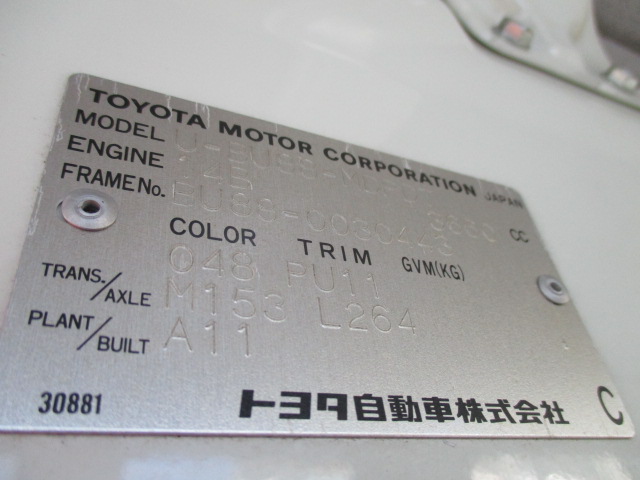 TOYOTA MOTOR CORPORATION JAPAN
MODEL
ENGINE CC
FRAME No.
COLOR TRIM GVM(KG)
048 PU11
TRANS./AXLE M153 L264
PLANT/BUILT A11
30881 トヨタ自動車株式会社 C